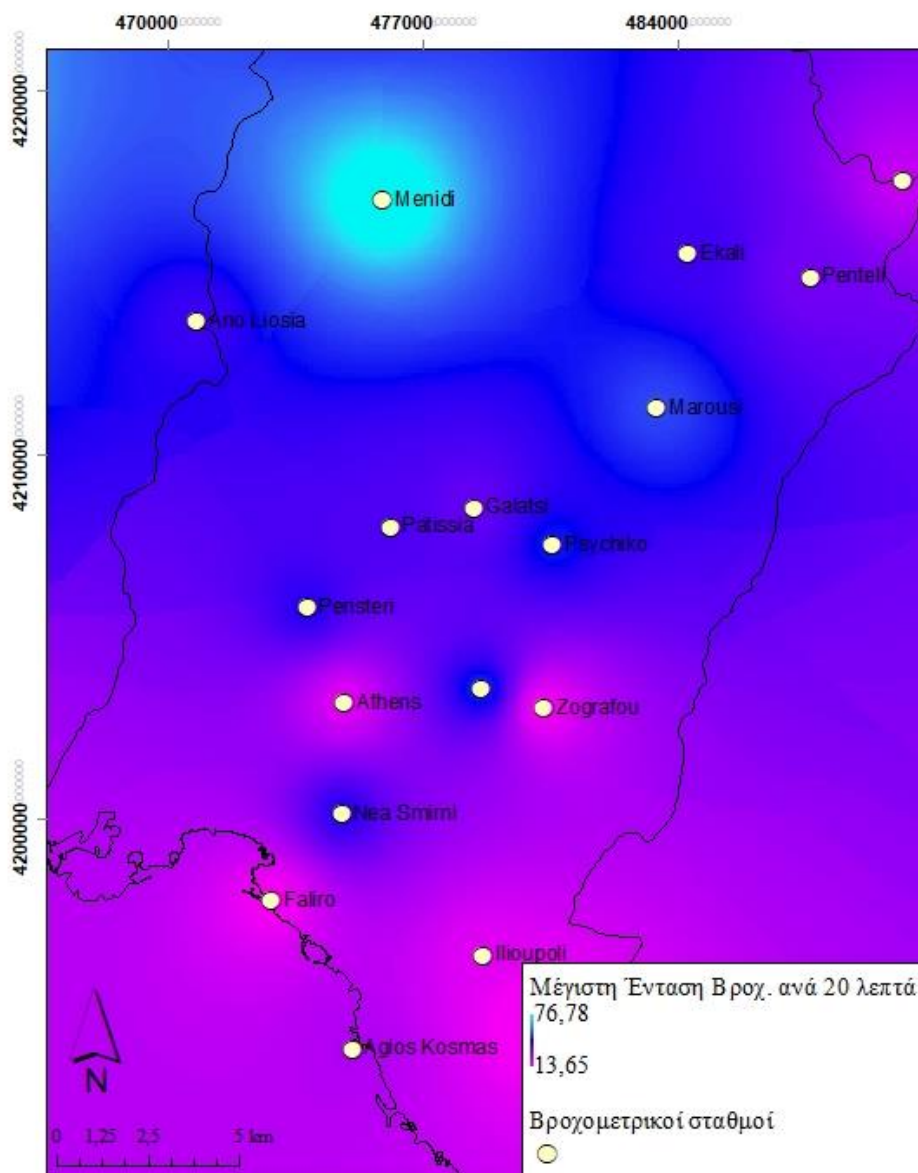 470000 477000 484000
4220000
Menidi
Ekali
Penteli
Ano Liosia
Marousi
4210000
Galatsi
Patissia
Psychiko
Peristeri
Athens
Zografou
Nea Smirni
4200000
Faliro
Ilioupoli
Agios Kosmas
Μέγιστη Ένταση Βροχ. ανά 20 λεπτά
76,78
13,65
Βροχομετρικοί σταθμοί
N
0 1,25 2,5 5 km